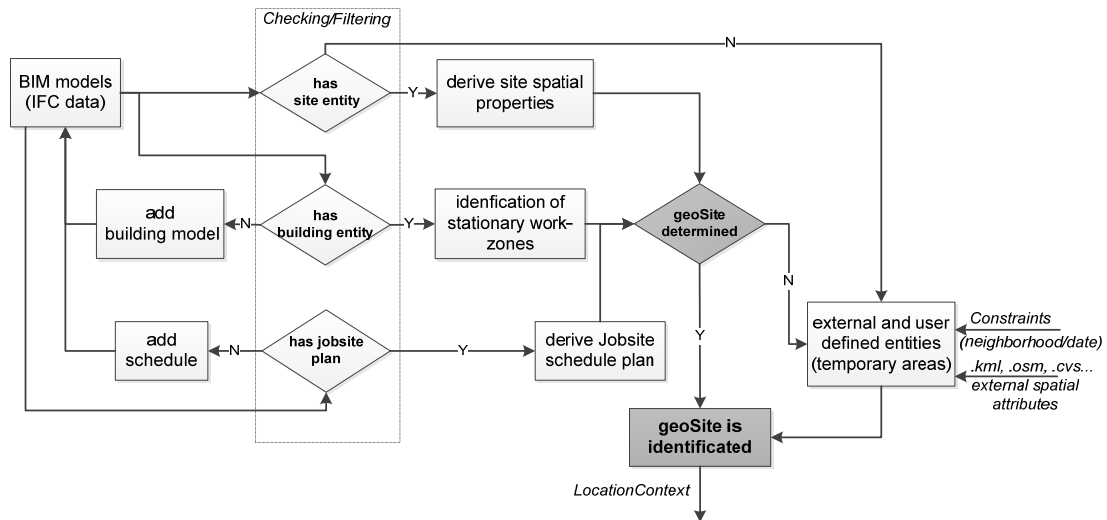 Checking/Filtering
N
BIM models
(IFC data)
has
site entity
Y
derive site spatial
properties
add
building model
N
has
building entity
Y
idenfication of
stationary work-
zones
geoSite
determined
N
Y
add
schedule
N
has jobsite
plan
Y
derive Jobsite
schedule plan
external and user
defined entities
(temporary areas)
Constraints
(neighborhood/date)
.kml, .osm, .cvs...
external spatial
attributes
geoSite is
identificated
LocationContext